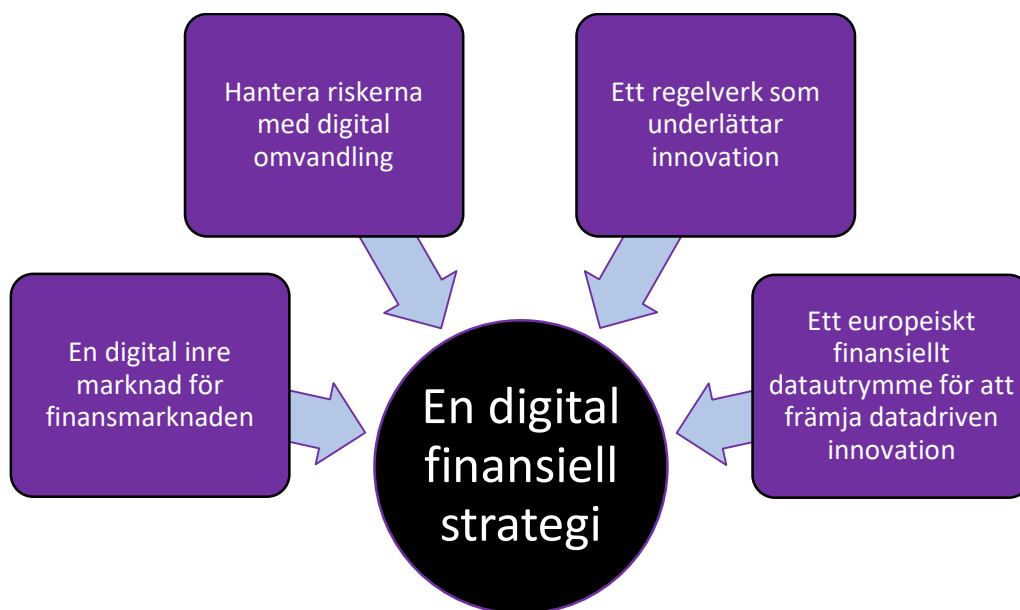 Hantera riskerna
med digital
omvandling
Ett regelverk som
underlättar
innovation
En digital inre
marknad för
finansmarknaden
Ett europeiskt
finansiellt
datautrymme för att
främja datadriven
innovation
En digital
finansiell
strategi